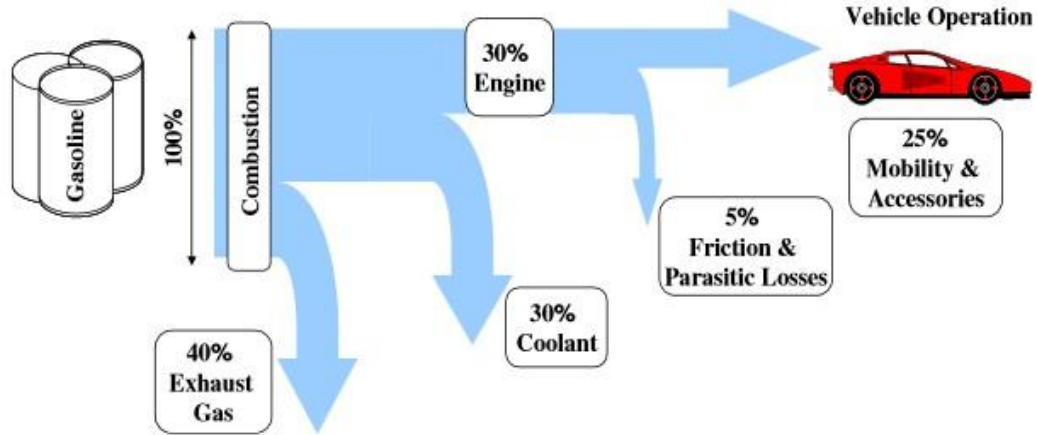 Vehicle Operation
Gasoline
100%
Combustion
30%
Engine
25%
Mobility &
Accessories
5%
Friction &
Parasitic Losses
30%
Coolant
40%
Exhaust
Gas